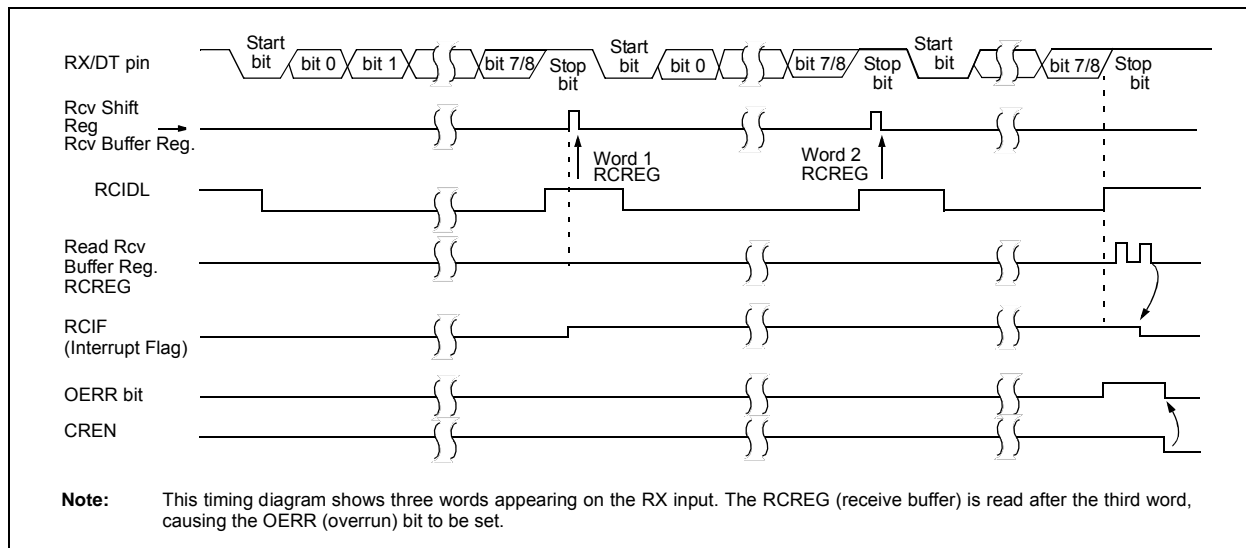 RX/DT pin
Start
bit
bit 0
bit 1
bit 7/8
Stop
bit
Start
bit
bit 0
bit 7/8
Stop
bit
Start
bit
bit 7/8
Stop
bit
Rcv Shift
Reg
Rcv Buffer Reg.
Word 1
RCREG
Word 2
RCREG
RCIDL
Read Rcv
Buffer Reg.
RCREG
RCIF
(Interrupt Flag)
OERR bit
CREN
Note: This timing diagram shows three words appearing on the RX input. The RCREG (receive buffer) is read after the third word,
causing the OERR (overrun) bit to be set.